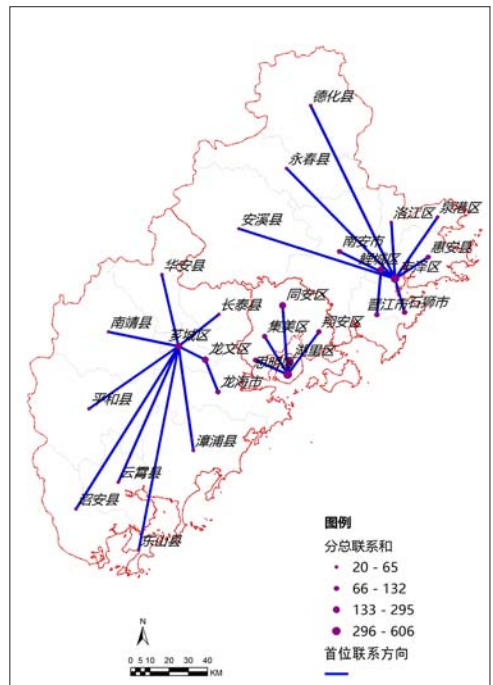 德化县
永春县
安溪县
洛江区
泉港区
南安市
惠安县
鲤城区
丰泽区
晋江市
石狮市
华安县
长泰县
同安区
南靖县
芗城区
集美区
翔安区
龙文区
思明区
湖里区
龙海市
平和县
漳浦县
云霄县
诏安县
东山县
图例
分总联系和
20 - 65
66 - 132
133 - 295
296 - 606
首位联系方向
N
0 5 10 20 30 40
KM